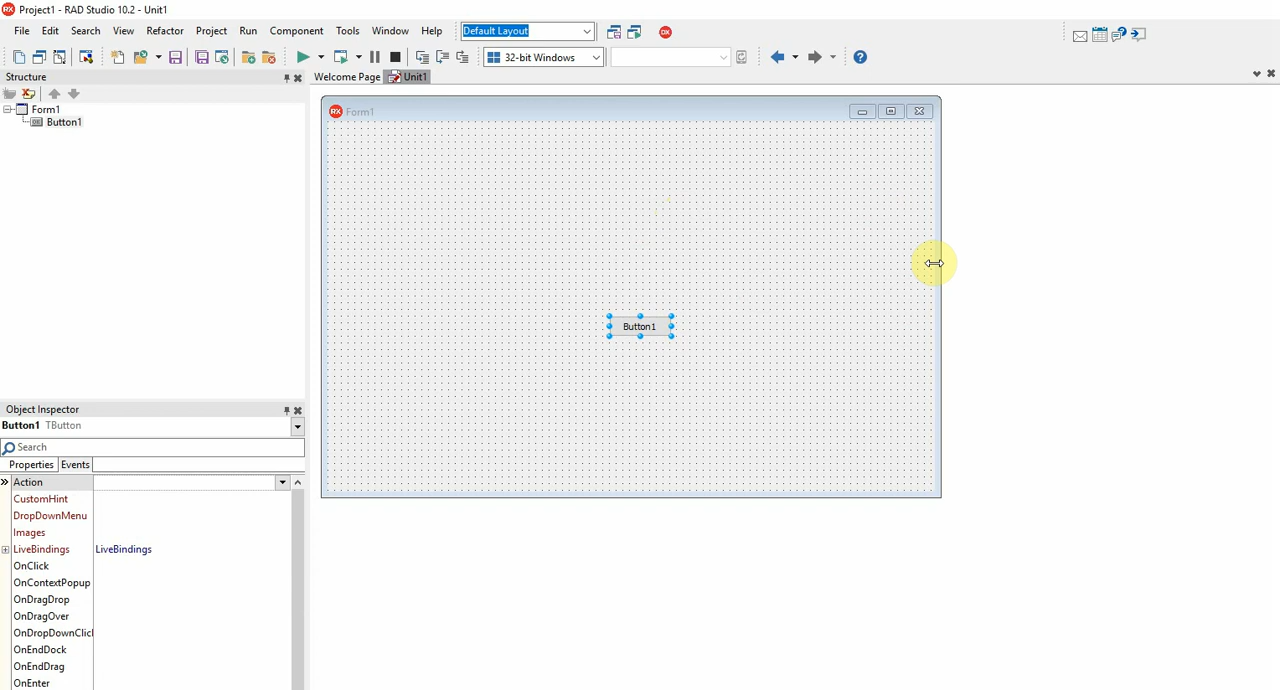 Project1 - RAD Studio 10.2 - Unit1
File Edit Search View Refactor Project Run Component Tools Window Help Default Layout
32-bit Windows
Structure
Welcome Page Unit1
Form1
Button1
Form1
Button1
Object Inspector
Button1 TButton
Search
Properties Events
Action
CustomHint
DropDownMenu
Images
LiveBindings LiveBindings
OnClick
OnContextPopup
OnDragDrop
OnDragOver
OnDropDownClicl
OnEndDock
OnEndDrag
OnEnter